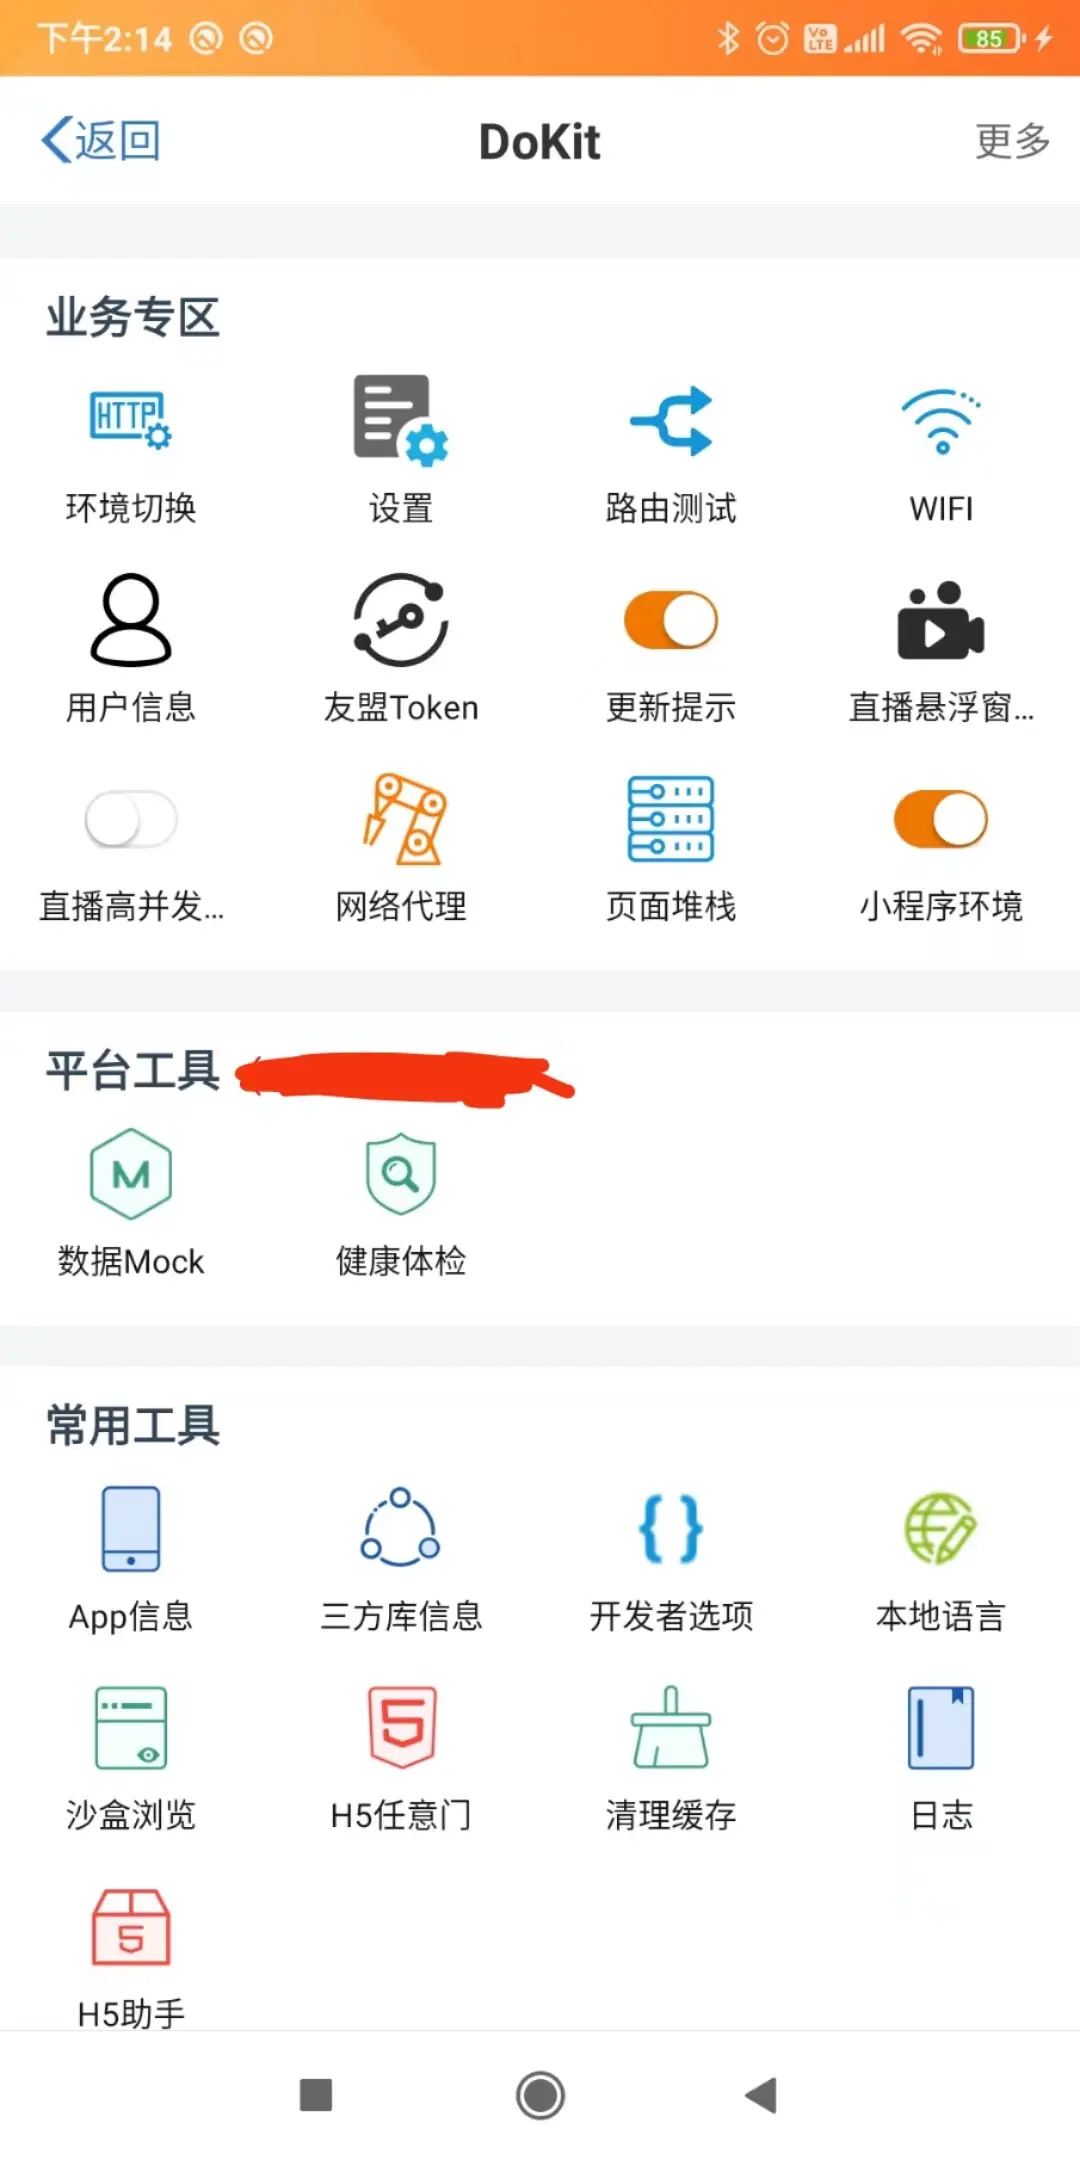 下午2:14 Vo LTE 85
返回 DoKit 更多
业务专区
HTTP
环境切换 设置 路由测试 WIFI
用户信息 友盟Token 更新提示 直播悬浮窗...
直播高并发... 网络代理 页面堆栈 小程序环境
平台工具
M
数据Mock 健康体检
常用工具
App信息 三方库信息 开发者选项 本地语言
5
沙盒浏览 H5任意门 清理缓存 日志
5
H5助手